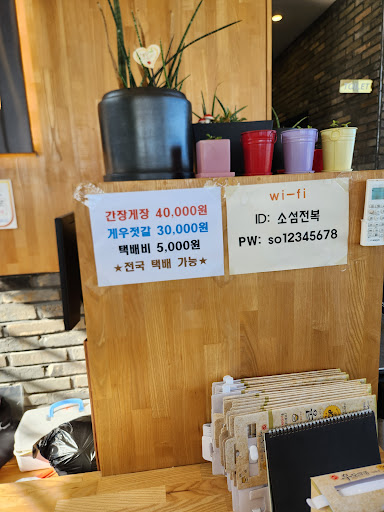 간장게장 40,000원
게우젓갈 30,000원
택배비 5,000원
★전국 택배 가능★
wi-fi
ID: 소섬전복
PW: so12345678